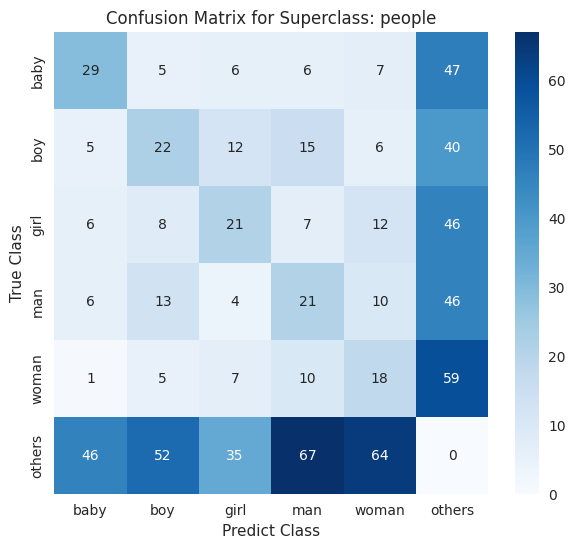 Confusion Matrix for Superclass: people
True Class
baby 29 5 6 6 7 47
boy 5 22 12 15 6 40
girl 6 8 21 7 12 46
man 6 13 4 21 10 46
woman 1 5 7 10 18 59
others 46 52 35 67 64 0
baby boy girl man woman others
Predict Class
60
50
40
30
20
10
0